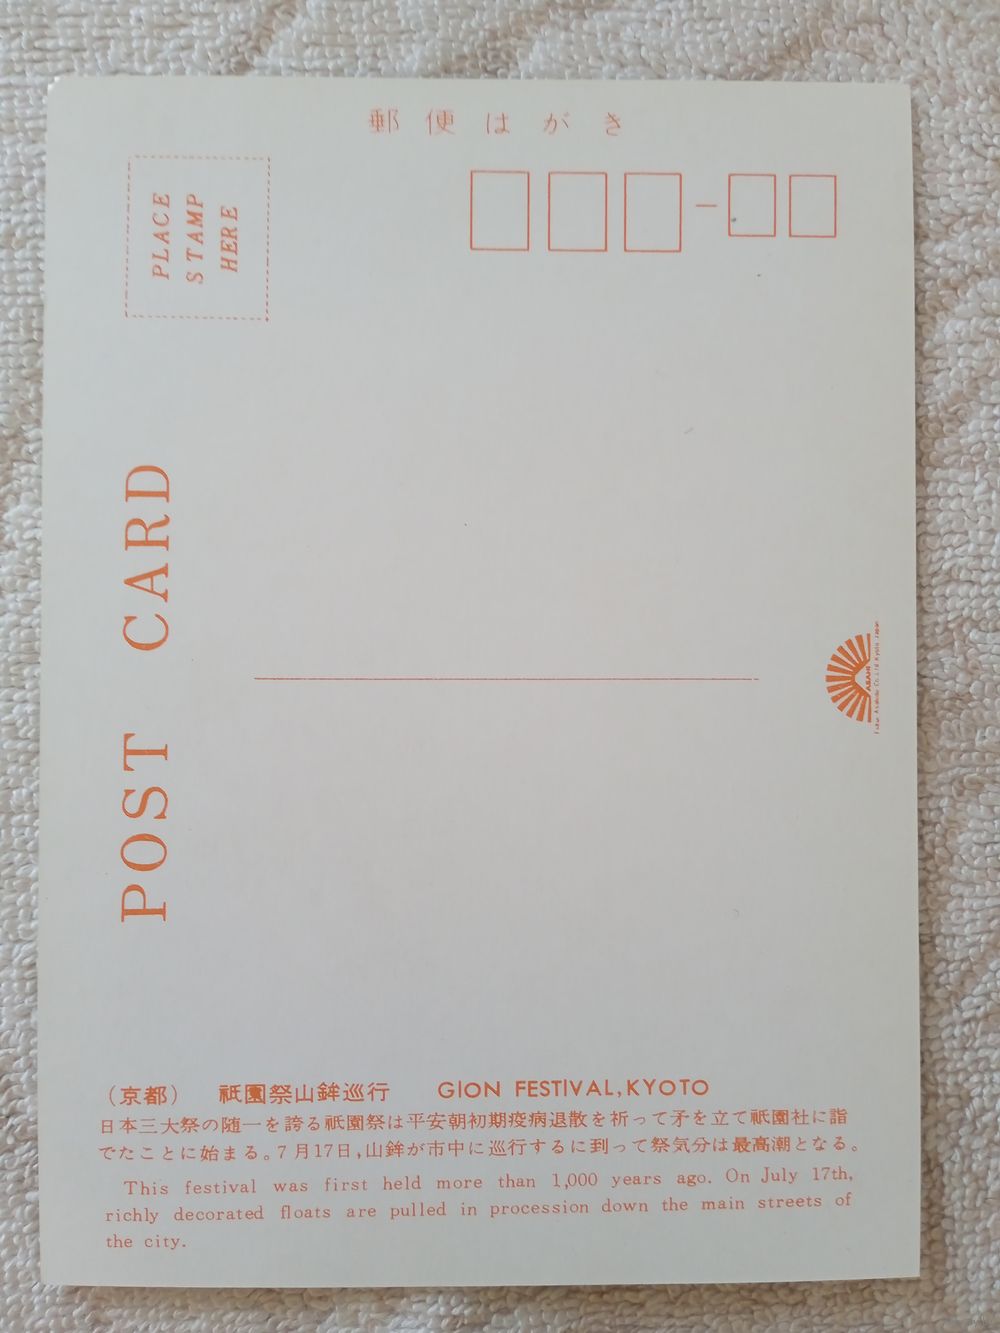 郵便はがき
PLACE
STAMP
HERE
POST CARD
ASAHI
Co.,Ltd Kyoto Japan
(京都) 祇園祭山鉾巡行 GION FESTIVAL, KYOTO
日本三大祭の随一を誇る祇園祭は平安朝初期疫病退散を祈って矛を立て祇園社に詣
でたことに始まる。7月17日,山鉾が市中に巡行するに到って祭気分は最高潮となる。
This festival was first held more than 1,000 years ago. On July 17th,
richly decorated floats are pulled in procession down the main streets of
the city.